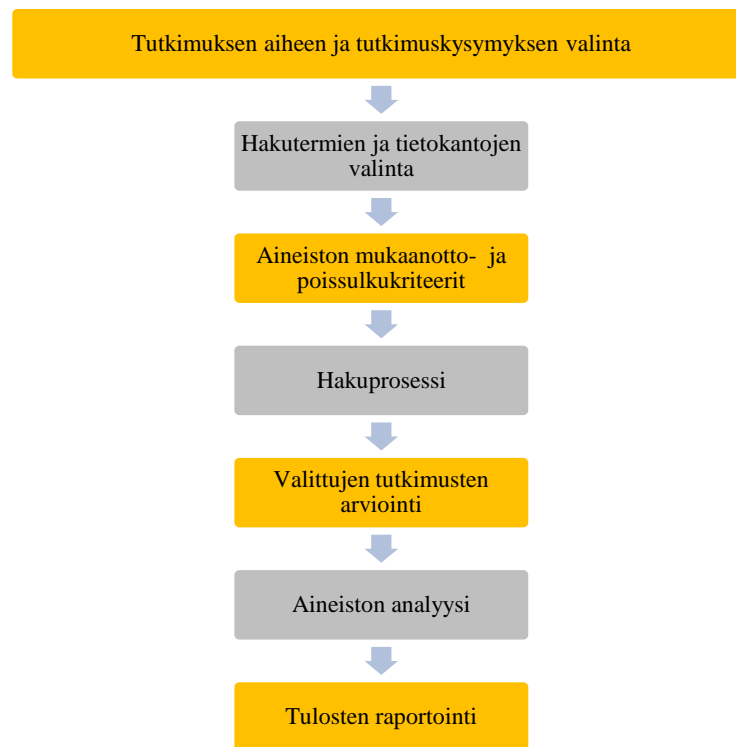 Tutkimuksen aiheen ja tutkimuskysymyksen valinta
Hakutermien ja tietokantojen
valinta
Aineiston mukaanotto- ja
poissulkukriteerit
Hakuprosessi
Valittujen tutkimusten
arviointi
Aineiston analyysi
Tulosten raportointi